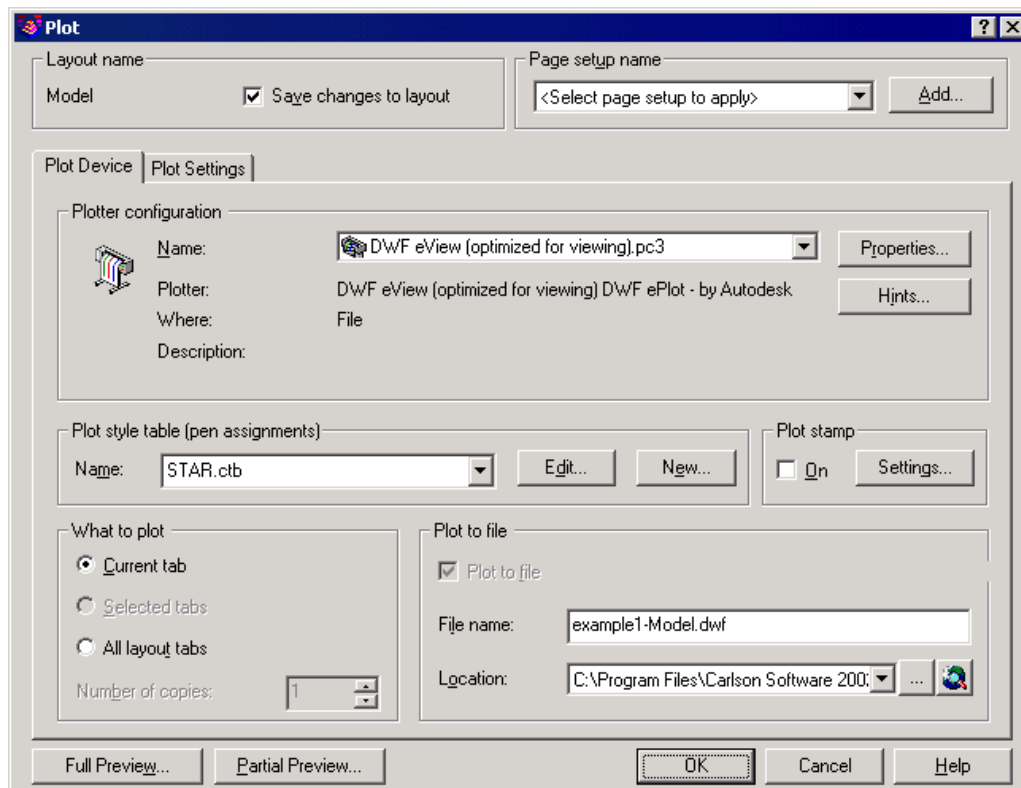 Plot
Layout name
Model
Save changes to layout
Page setup name
<Select page setup to apply>
Add...
Plot Device
Plot Settings
Plotter configuration
Name:
DWF eView (optimized for viewing).pc3
Properties...
Plotter:
DWF eView (optimized for viewing) DWF ePlot - by Autodesk
Hints...
Where:
File
Description:
Plot style table (pen assignments)
Name:
STAR.ctb
Edit...
New...
Plot stamp
On
Settings...
What to plot
Current tab
Selected tabs
All layout tabs
Number of copies:
1
Plot to file
Plot to file
File name:
example1-Model.dwf
Location:
C:\Program Files\Carlson Software 200
...
Full Preview...
Partial Preview...
OK
Cancel
Help